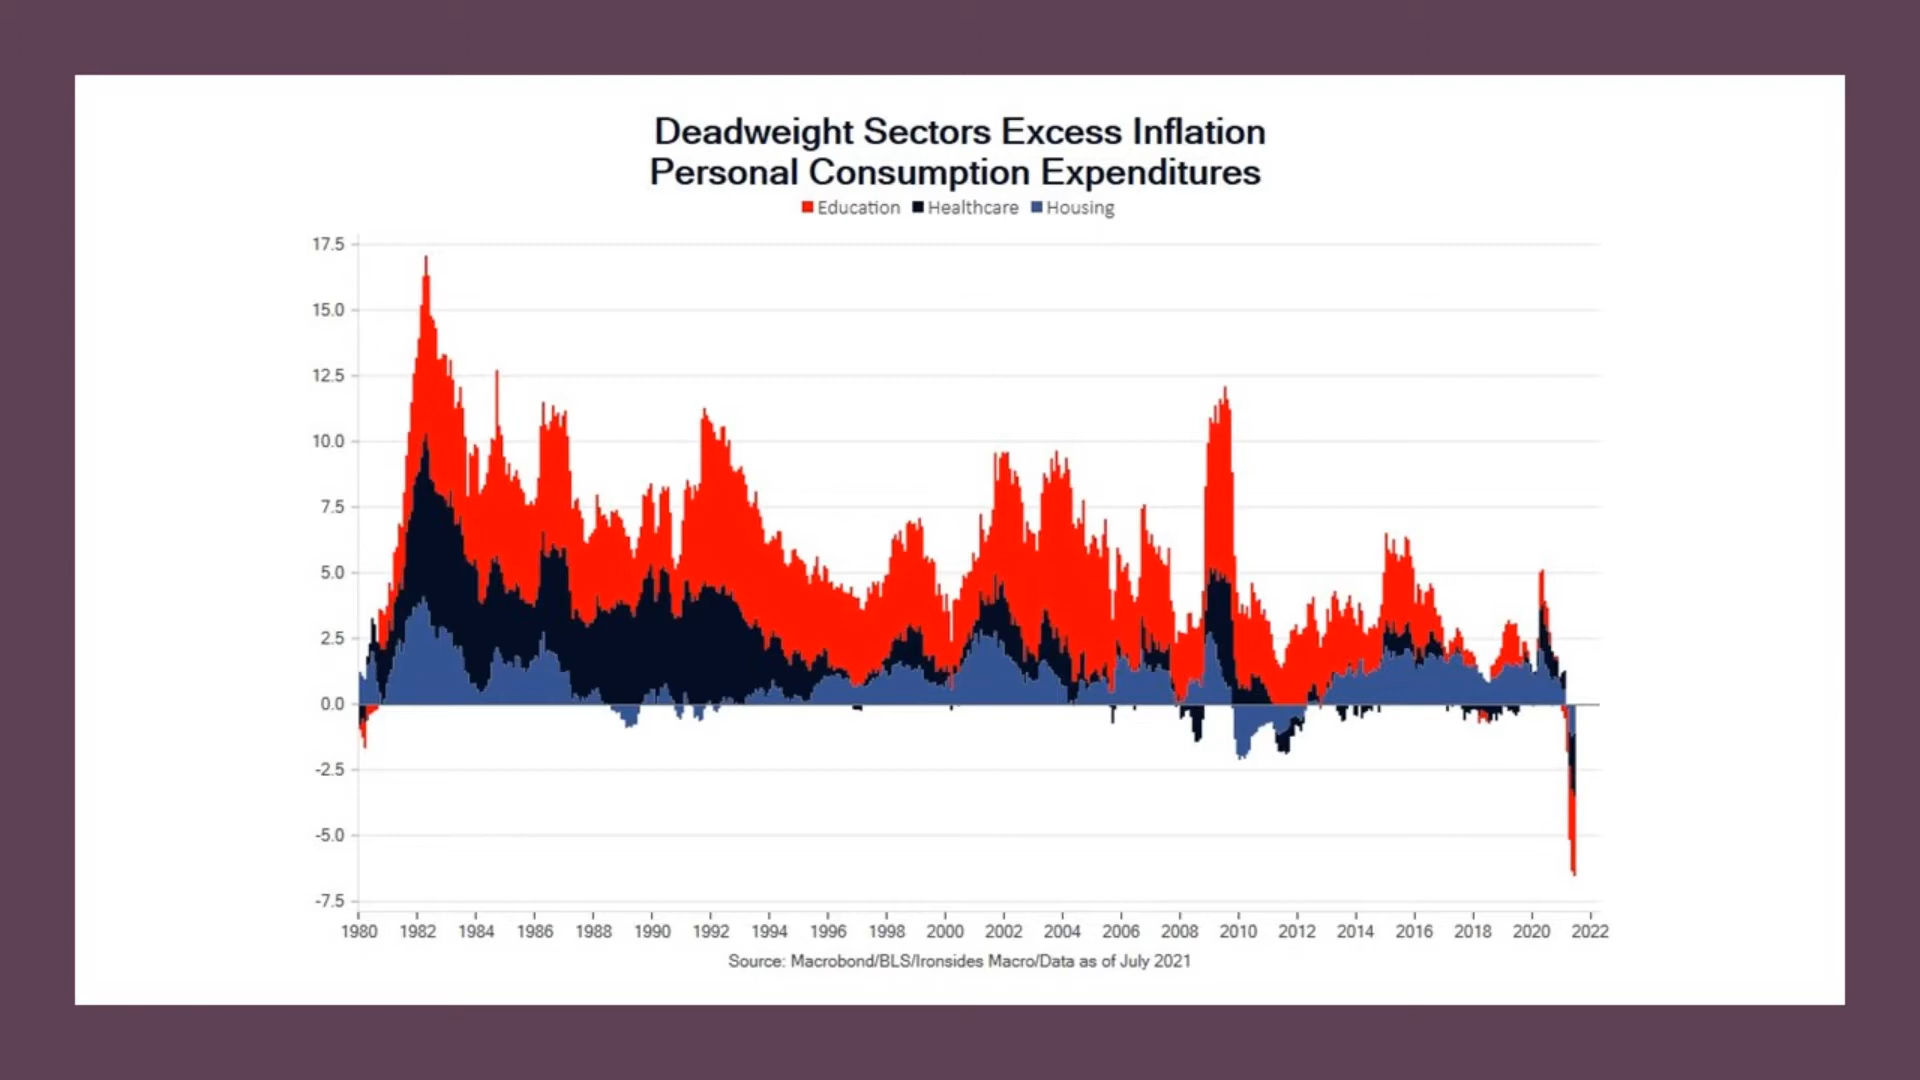 Deadweight Sectors Excess Inflation
Personal Consumption Expenditures
Education Healthcare Housing
17.5
15.0
12.5
10.0
7.5
5.0
2.5
0.0
-2.5
-5.0
-7.5
1980 1982 1984 1986 1988 1990 1992 1994 1996 1998 2000 2002 2004 2006 2008 2010 2012 2014 2016 2018 2020 2022
Source: Macrobond/BLS/Ironsides Macro/Data as of July 2021